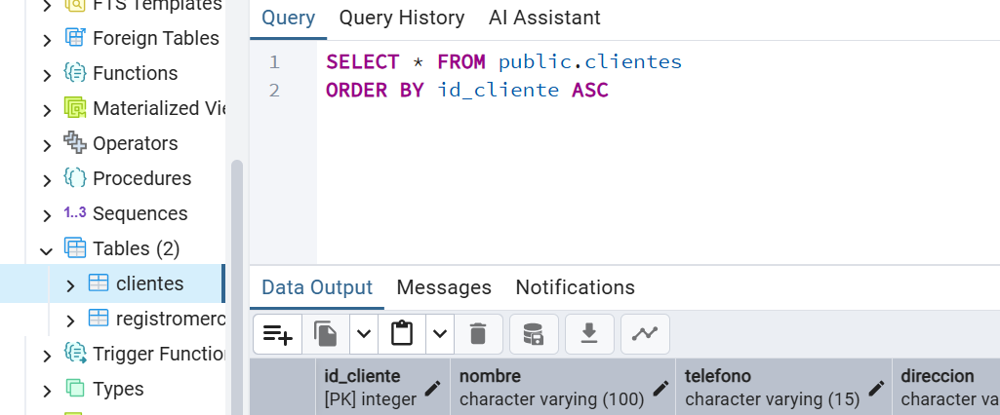 FTS Templates
Foreign Tables
Functions
Materialized Vie
Operators
Procedures
1..3 Sequences
Tables (2)
clientes
registromerc
Trigger Functio
Types
Query Query History AI Assistant
1 SELECT * FROM public.clientes
2 ORDER BY id_cliente ASC
Data Output Messages Notifications
id_cliente nombre telefono direccion
[PK] integer character varying (100) character varying (15) character va